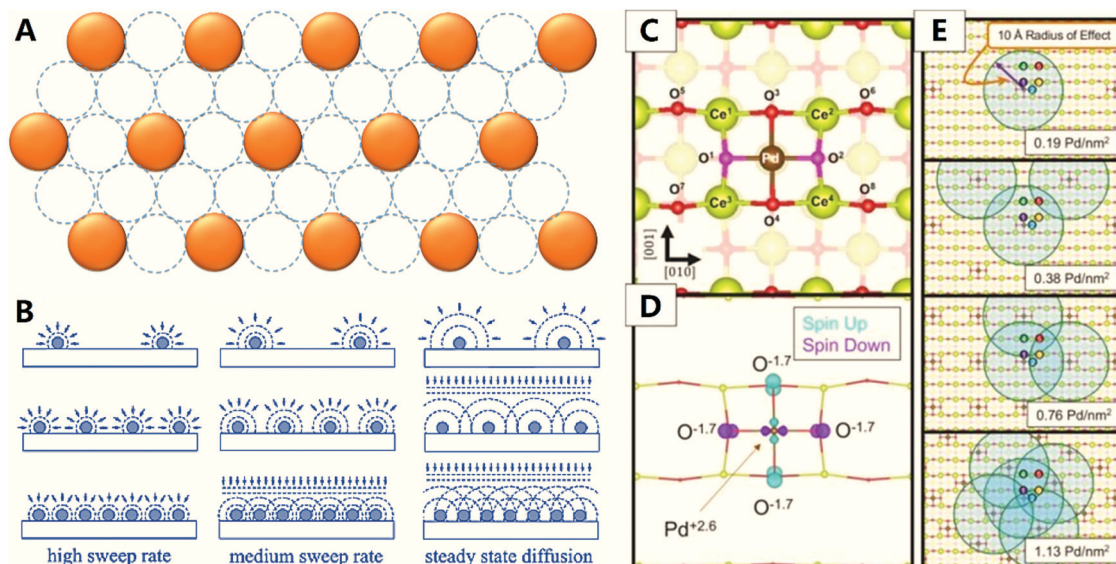 A
B
high sweep rate
medium sweep rate
steady state diffusion
C
O5
O3
O6
Ce1
Ce2
O1
Pd
O2
Ce3
Ce4
O7
O4
O8
[001]
[010]
D
Spin Up
Spin Down
O-1.7
O-1.7
O-1.7
O-1.7
Pd+2.6
E
10 Å Radius of Effect
0.19 Pd/nm2
0.38 Pd/nm2
0.76 Pd/nm2
1.13 Pd/nm2